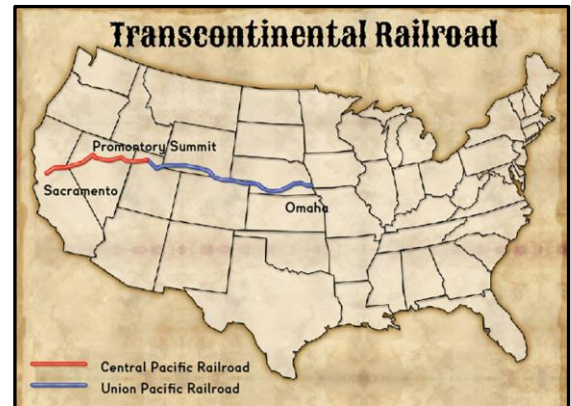 Transcontinental Railroad
Promontory Summit
Sacramento
Omaha
Central Pacific Railroad
Union Pacific Railroad